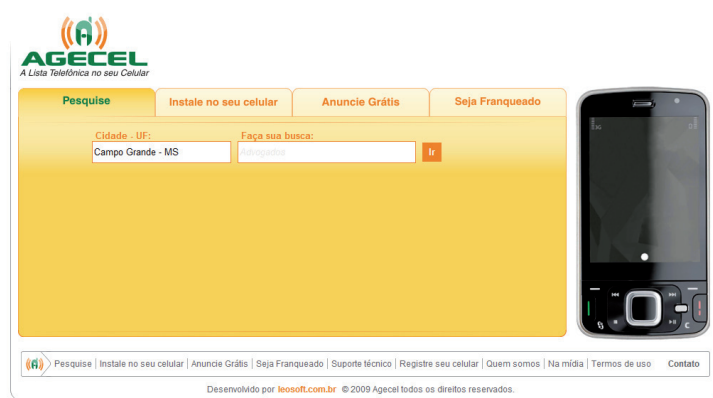 AGECEL
A Lista Telefônica no seu Celular
Pesquise
Instale no seu celular
Anuncie Grátis
Seja Franqueado
Cidade - UF:
Faça sua busca:
Campo Grande - MS
Advogados
Ir
3G
Pesquise | Instale no seu celular | Anuncie Grátis | Seja Franqueado | Suporte técnico | Registre seu celular | Quem somos | Na mídia | Termos de uso Contato
Desenvolvido por leosoft.com.br © 2009 Agecel todos os direitos reservados.